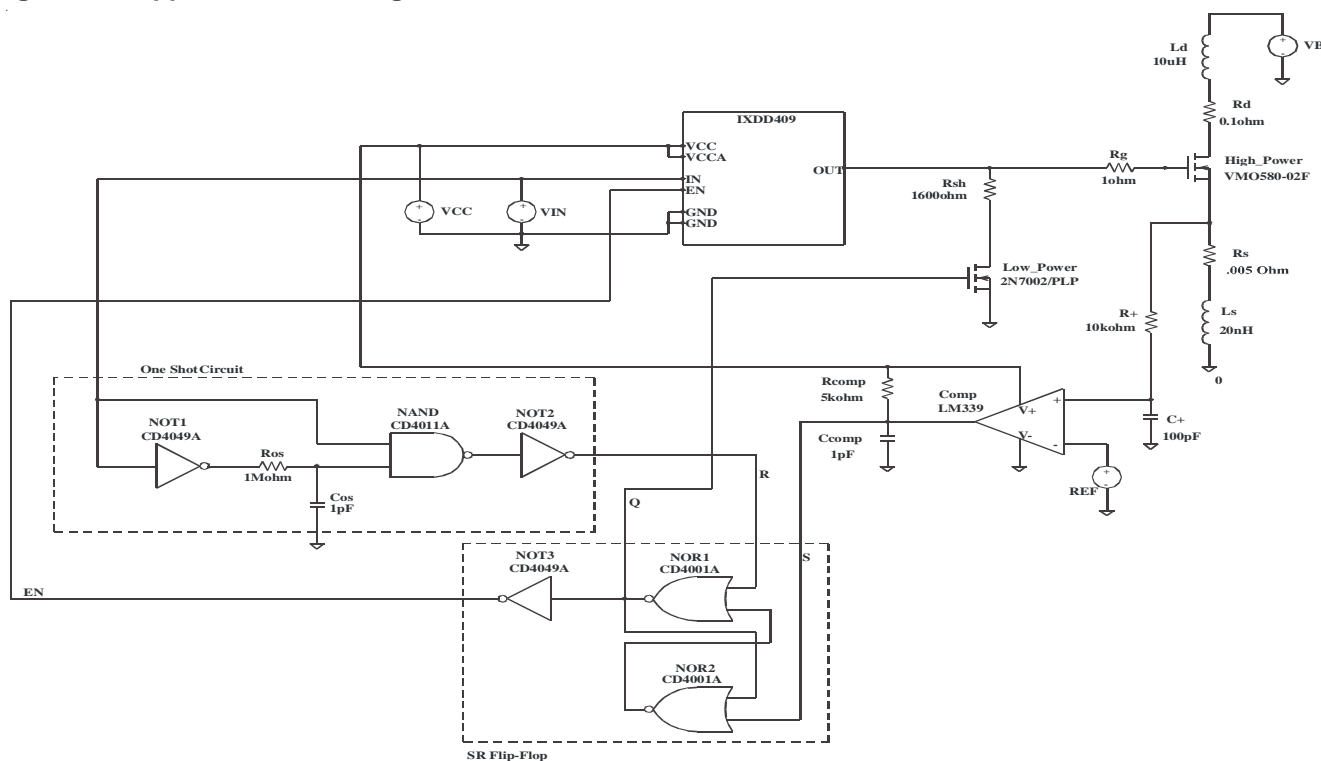 Ld
10uH
VB
Rd
0.1ohm
IXDD409
VCC
VCCA
IN
EN
GND
GND
OUT
VCC
VIN
Rsh
1600ohm
Rg
1ohm
High_Power
VMO580-02F
Rs
.005 Ohm
Low_Power
2N7002/PLP
R+
10kohm
Ls
20nH
0
One Shot Circuit
NOT1
CD4049A
Ros
1Mohm
Cos
1pF
NAND
CD4011A
NOT2
CD4049A
Rcomp
5kohm
Ccomp
1pF
Comp
LM339
V+
V-
+
-
C+
100pF
REF
R
Q
S
EN
NOT3
CD4049A
NOR1
CD4001A
NOR2
CD4001A
SR Flip-Flop